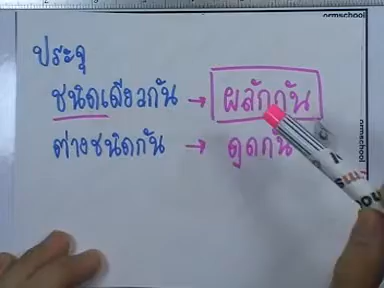 ormschool
ประจุ
ชนิดเดียวกัน → ผลักกัน
ต่างชนิดกัน → ดูดกัน
ormschool